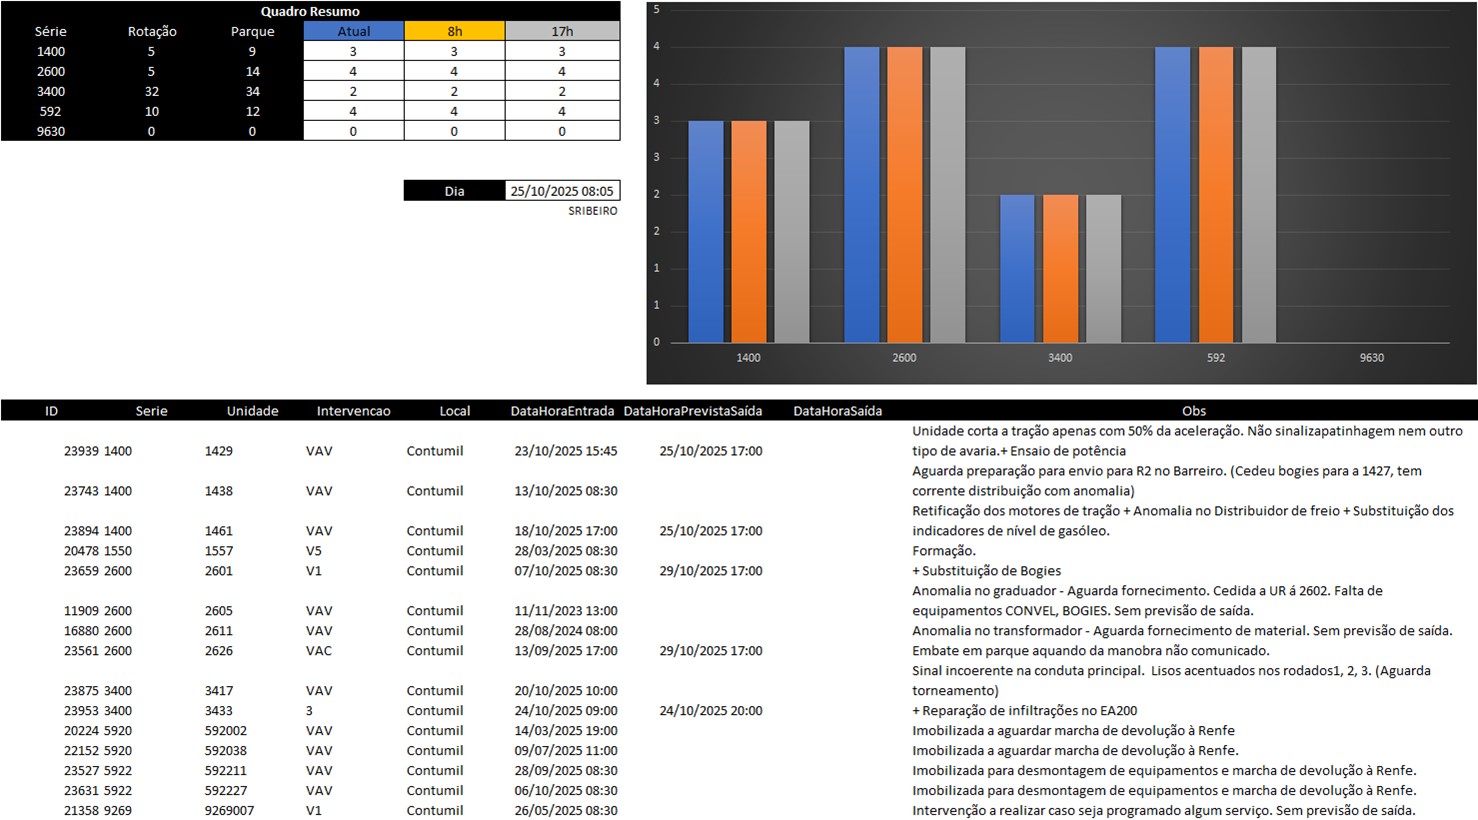 Quadro Resumo
Série Rotação Parque Atual 8h 17h
1400 5 9 3 3 3
2600 5 14 4 4 4
3400 32 34 2 2 2
592 10 12 4 4 4
9630 0 0 0 0 0
Dia 25/10/2025 08:05
SRIBEIRO
5
4
4
3
3
2
2
1
1
0
1400 2600 3400 592 9630
ID Serie Unidade Intervencao Local DataHoraEntrada DataHoraPrevistaSaída DataHoraSaída Obs
Unidade corta a tração apenas com 50% da aceleração. Não sinalizapatinhagem nem outro
23939 1400 1429 VAV Contumil 23/10/2025 15:45 25/10/2025 17:00 tipo de avaria.+ Ensaio de potência
Aguarda preparação para envio para R2 no Barreiro. (Cedeu bogies para a 1427, tem
23743 1400 1438 VAV Contumil 13/10/2025 08:30 corrente distribuição com anomalia)
Retificação dos motores de tração + Anomalia no Distribuidor de freio + Substituição dos
23894 1400 1461 VAV Contumil 18/10/2025 17:00 25/10/2025 17:00 indicadores de nível de gasóleo.
20478 1550 1557 V5 Contumil 28/03/2025 08:30 Formação.
23659 2600 2601 V1 Contumil 07/10/2025 08:30 29/10/2025 17:00 + Substituição de Bogies
Anomalia no graduador - Aguarda fornecimento. Cedida a UR á 2602. Falta de
11909 2600 2605 VAV Contumil 11/11/2023 13:00 equipamentos CONVEL, BOGIES. Sem previsão de saída.
16880 2600 2611 VAV Contumil 28/08/2024 08:00 Anomalia no transformador - Aguarda fornecimento de material. Sem previsão de saída.
23561 2600 2626 VAC Contumil 13/09/2025 17:00 29/10/2025 17:00 Embate em parque aquando da manobra não comunicado.
Sinal incoerente na conduta principal.  Lisos acentuados nos rodados1, 2, 3. (Aguarda
23875 3400 3417 VAV Contumil 20/10/2025 10:00 torneamento)
23953 3400 3433 3 Contumil 24/10/2025 09:00 24/10/2025 20:00 + Reparação de infiltrações no EA200
20224 5920 592002 VAV Contumil 14/03/2025 19:00 Imobilizada a aguardar marcha de devolução à Renfe
22152 5920 592038 VAV Contumil 09/07/2025 11:00 Imobilizada a aguardar marcha de devolução à Renfe.
23527 5922 592211 VAV Contumil 28/09/2025 08:30 Imobilizada para desmontagem de equipamentos e marcha de devolução à Renfe.
23631 5922 592227 VAV Contumil 06/10/2025 08:30 Imobilizada para desmontagem de equipamentos e marcha de devolução à Renfe.
21358 9269 9269007 V1 Contumil 26/05/2025 08:30 Intervenção a realizar caso seja programado algum serviço. Sem previsão de saída.